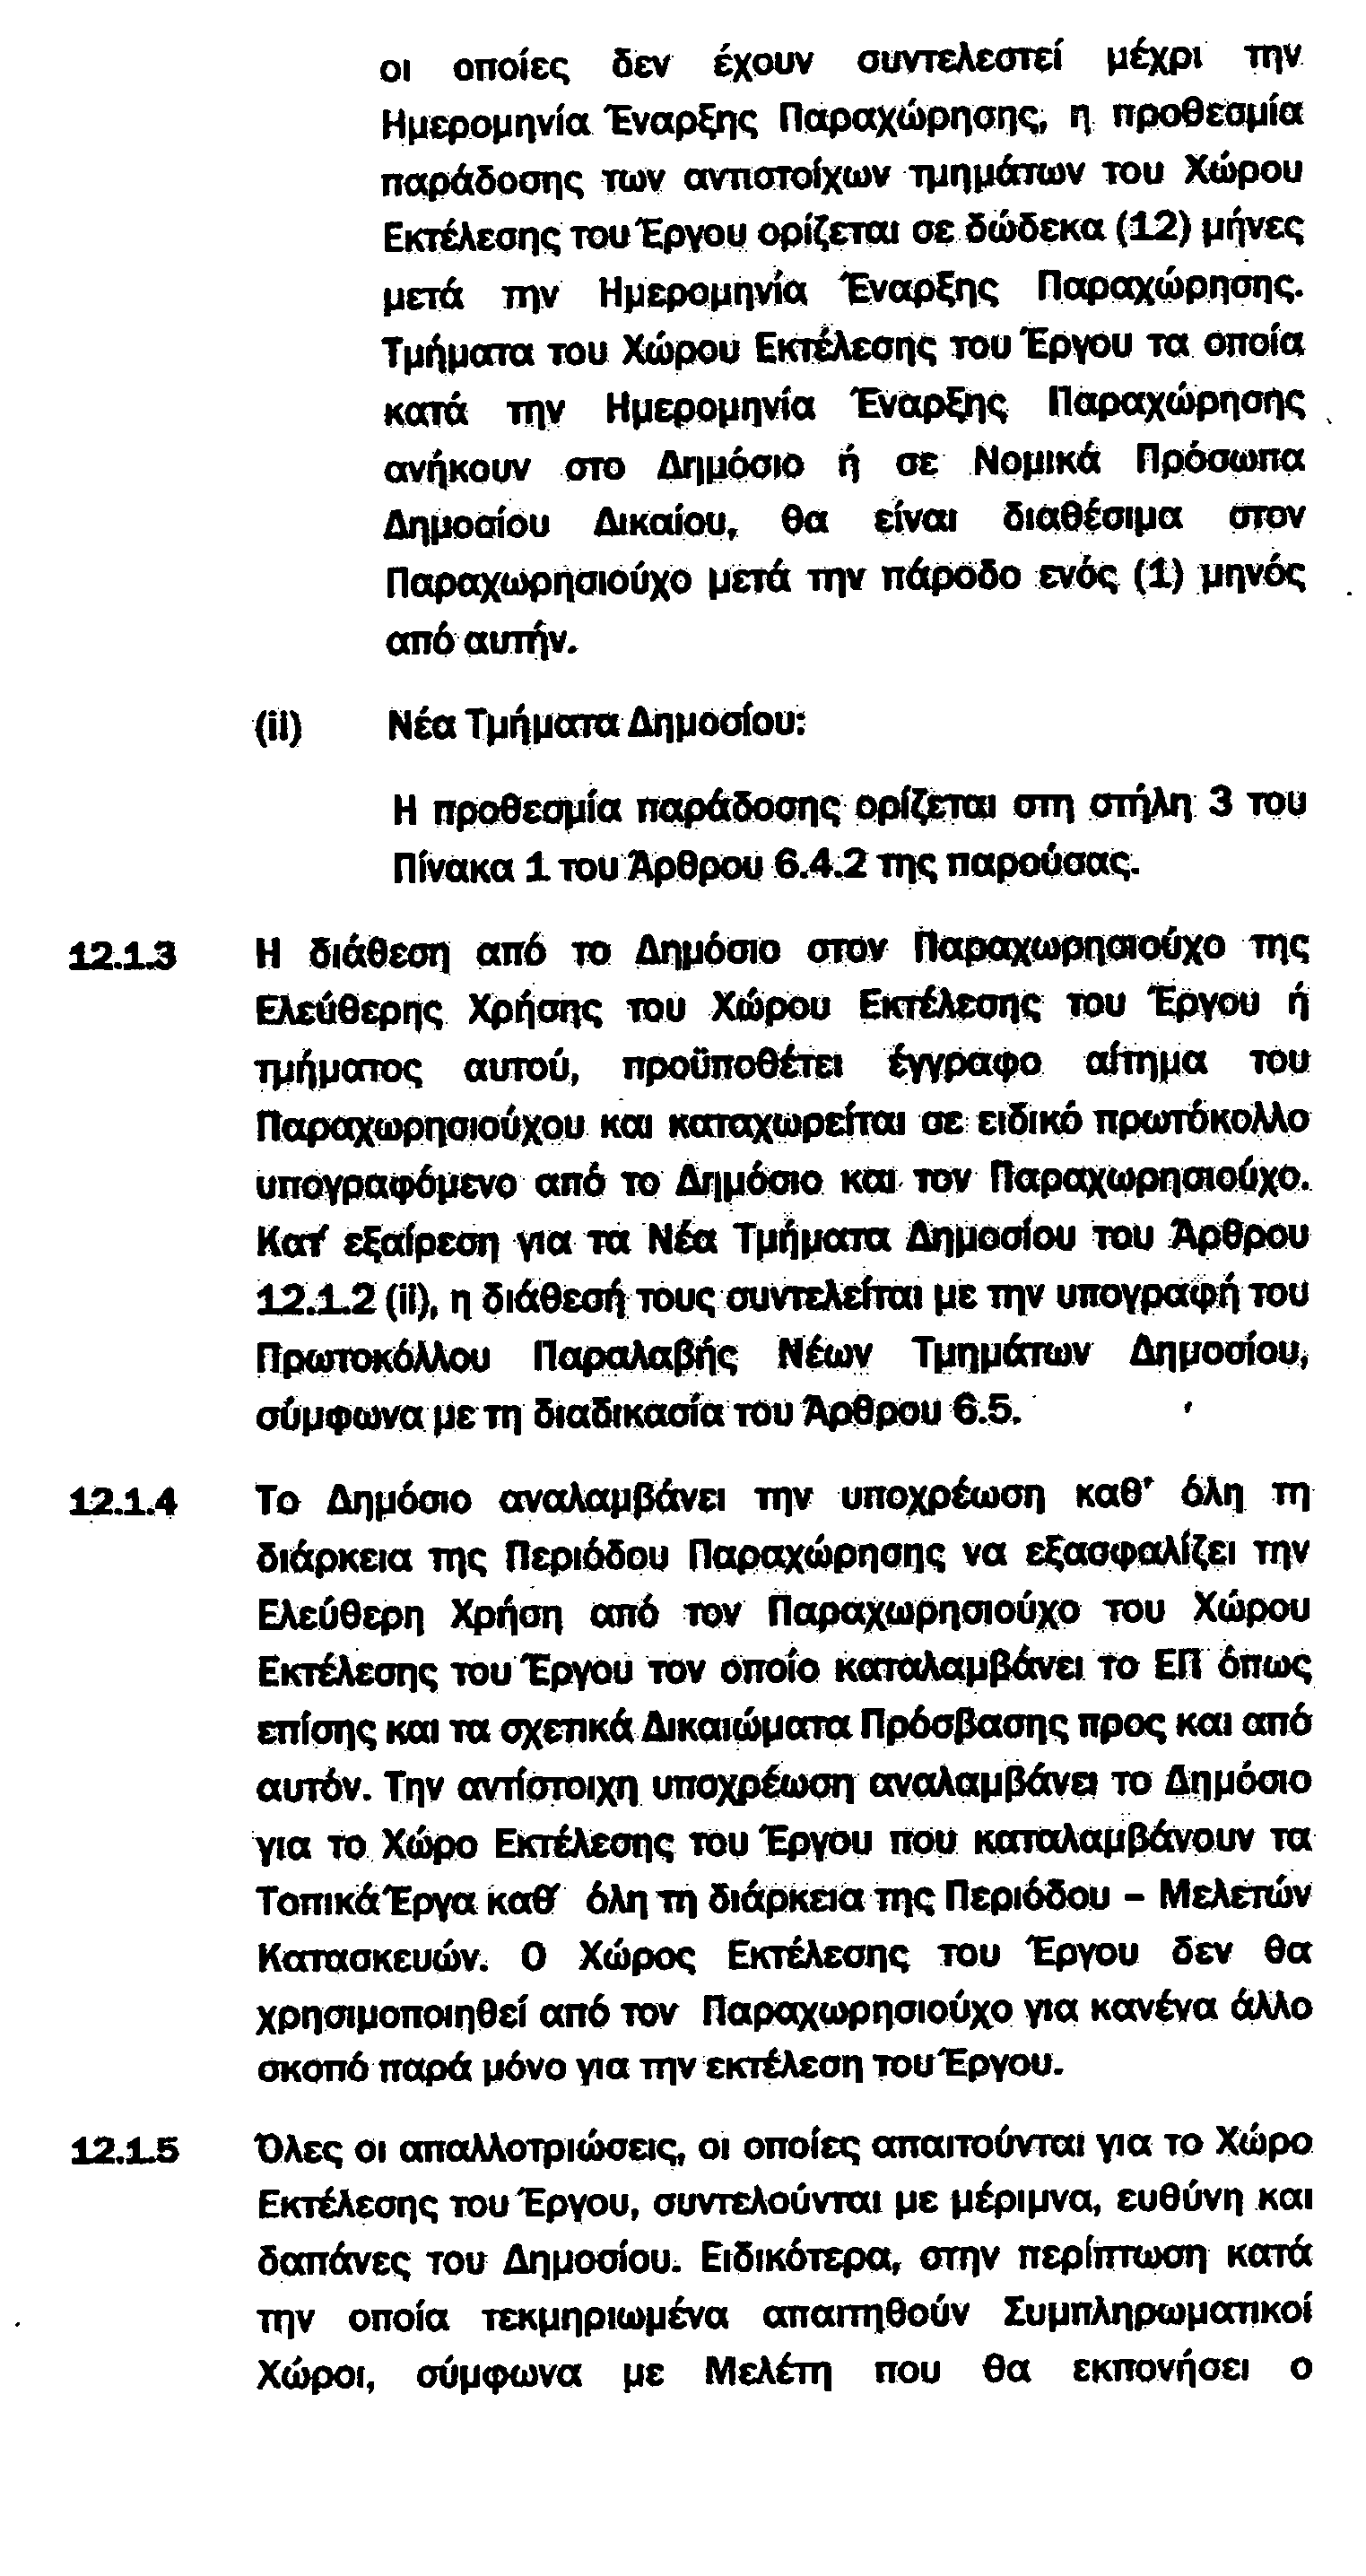 οι οποίες δεν έχουν συντελεστεί μέχρι την
Ημερομηνία Έναρξης Παραχώρησης, η προθεσμία
παράδοσης των αντιστοίχων τμημάτων του Χώρου
Εκτέλεσης του Έργου ορίζεται σε δώδεκα (12) μήνες
μετά την Ημερομηνία Έναρξης Παραχώρησης.
Τμήματα του Χώρου Εκτέλεσης του Έργου τα οποία
κατά την Ημερομηνία Έναρξης Παραχώρησης
ανήκουν στο Δημόσιο ή σε Νομικά Πρόσωπα
Δημοσίου Δικαίου, θα είναι διαθέσιμα στον
Παραχωρησιούχο μετά την πάροδο ενός (1) μηνός
από αυτήν.
(ii) Νέα Τμήματα Δημοσίου:
Η προθεσμία παράδοσης ορίζεται στη στήλη 3 του
Πίνακα 1 του Άρθρου 6.4.2 της παρούσας.
12.1.3 Η διάθεση από το Δημόσιο στον Παραχωρησιούχο της
Ελεύθερης Χρήσης του Χώρου Εκτέλεσης του Έργου ή
τμήματος αυτού, προϋποθέτει έγγραφο αίτημα του
Παραχωρησιούχου και καταχωρείται σε ειδικό πρωτόκολλο
υπογραφόμενο από το Δημόσιο και τον Παραχωρησιούχο.
Κατ' εξαίρεση για τα Νέα Τμήματα Δημοσίου του Άρθρου
12.1.2 (ii), η διάθεσή τους συντελείται με την υπογραφή του
Πρωτοκόλλου Παραλαβής Νέων Τμημάτων Δημοσίου,
σύμφωνα με τη διαδικασία του Άρθρου 6.5.
12.1.4 Το Δημόσιο αναλαμβάνει την υποχρέωση καθ' όλη τη
διάρκεια της Περιόδου Παραχώρησης να εξασφαλίζει την
Ελεύθερη Χρήση από τον Παραχωρησιούχο του Χώρου
Εκτέλεσης του Έργου τον οποίο καταλαμβάνει το ΕΠ όπως
επίσης και τα σχετικά Δικαιώματα Πρόσβασης προς και από
αυτόν. Την αντίστοιχη υποχρέωση αναλαμβάνει το Δημόσιο
για το Χώρο Εκτέλεσης του Έργου που καταλαμβάνουν τα
Τοπικά Έργα καθ' όλη τη διάρκεια της Περιόδου – Μελετών
Κατασκευών. Ο Χώρος Εκτέλεσης του Έργου δεν θα
χρησιμοποιηθεί από τον Παραχωρησιούχο για κανένα άλλο
σκοπό παρά μόνο για την εκτέλεση του Έργου.
12.1.5 Όλες οι απαλλοτριώσεις, οι οποίες απαιτούνται για το Χώρο
Εκτέλεσης του Έργου, συντελούνται με μέριμνα, ευθύνη και
δαπάνες του Δημοσίου. Ειδικότερα, στην περίπτωση κατά
την οποία τεκμηριωμένα απαιτηθούν Συμπληρωματικοί
Χώροι, σύμφωνα με Μελέτη που θα εκπονήσει ο